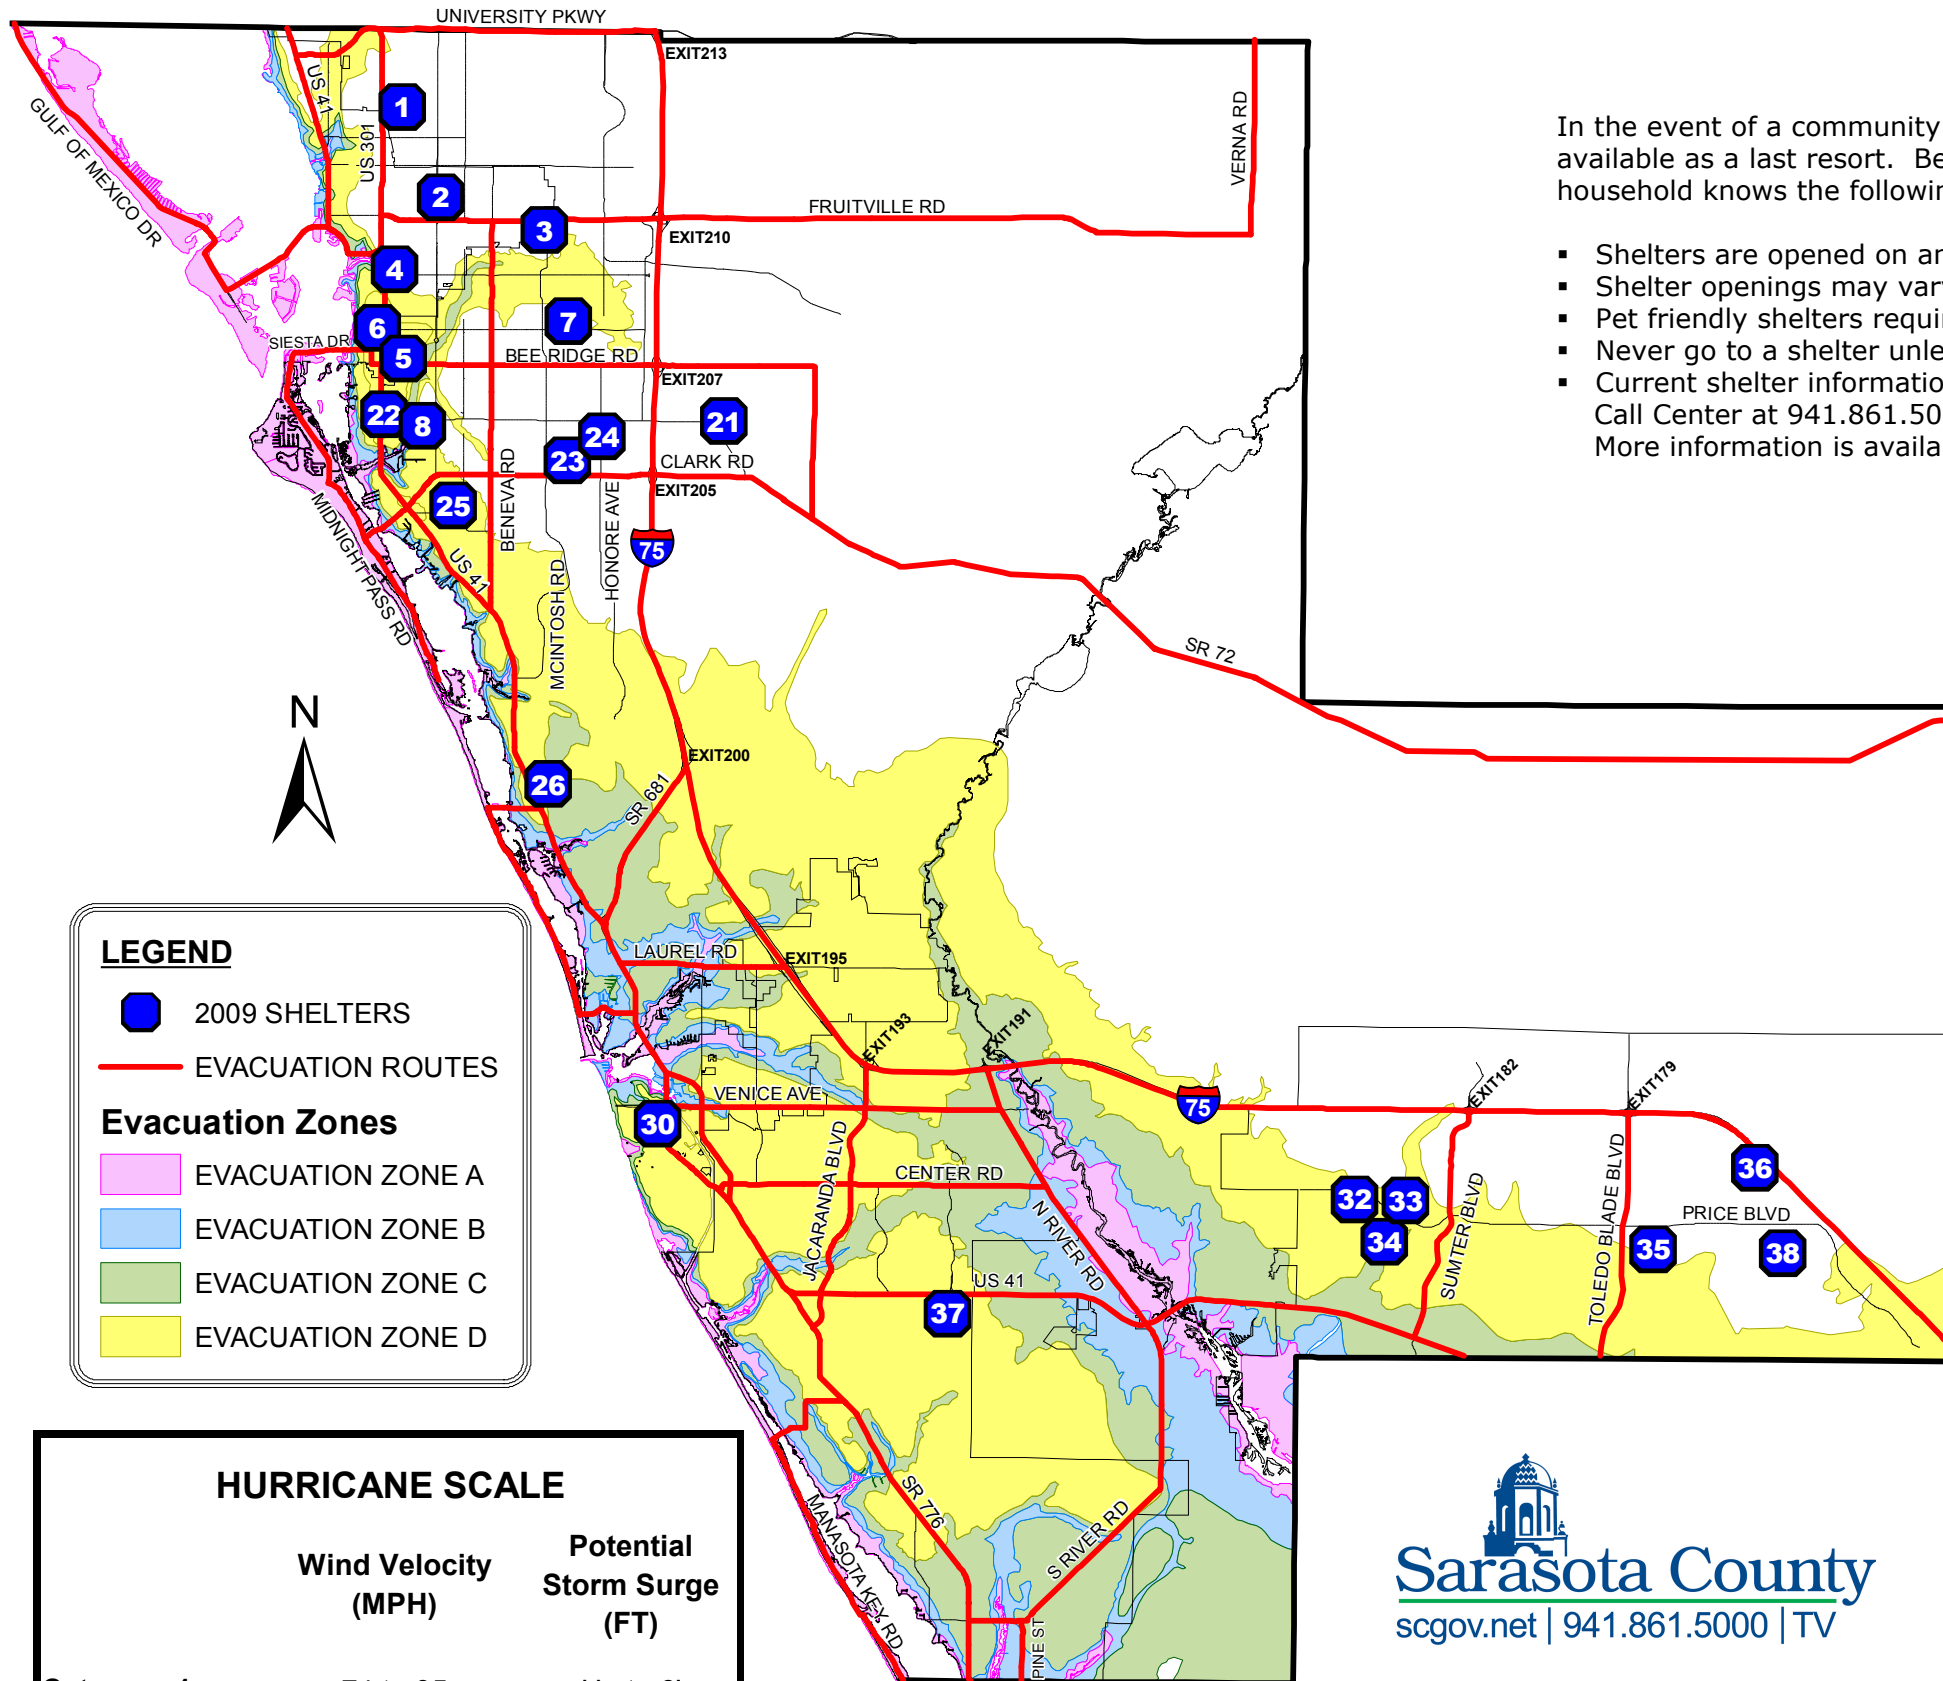 UNIVERSITY PKWY
EXIT213
US 41
1
US 301
GULF OF MEXICO DR
VERNA RD
2
3
FRUITVILLE RD
EXIT210
4
6
7
SIESTA DR
5
BEE RIDGE RD
EXIT207
22
8
24
21
23
CLARK RD
EXIT205
25
BENEVA RD
HONORE AVE
MCINTOSH RD
75
MIDNIGHT PASS RD
US 41
SR 72
N
EXIT200
26
SR 681
LAUREL RD
EXIT195
EXIT193
EXIT191
VENICE AVE
30
75
EXIT182
EXIT179
JACARANDA BLVD
CENTER RD
N RIVER RD
32
33
34
SUMTER BLVD
TOLEDO BLADE BLVD
36
PRICE BLVD
35
38
US 41
37
SR 776
MANASOTA KEY RD
S RIVER RD
PINE ST
In the event of a community
available as a last resort. Be
household knows the followin
▪ Shelters are opened on an
▪ Shelter openings may vary
▪ Pet friendly shelters requi
▪ Never go to a shelter unle
▪ Current shelter informatio
Call Center at 941.861.50
More information is availa
LEGEND
2009 SHELTERS
EVACUATION ROUTES
Evacuation Zones
EVACUATION ZONE A
EVACUATION ZONE B
EVACUATION ZONE C
EVACUATION ZONE D
HURRICANE SCALE
Wind Velocity
(MPH)
Potential
Storm Surge
(FT)
Sarasota County
scgov.net | 941.861.5000 | TV